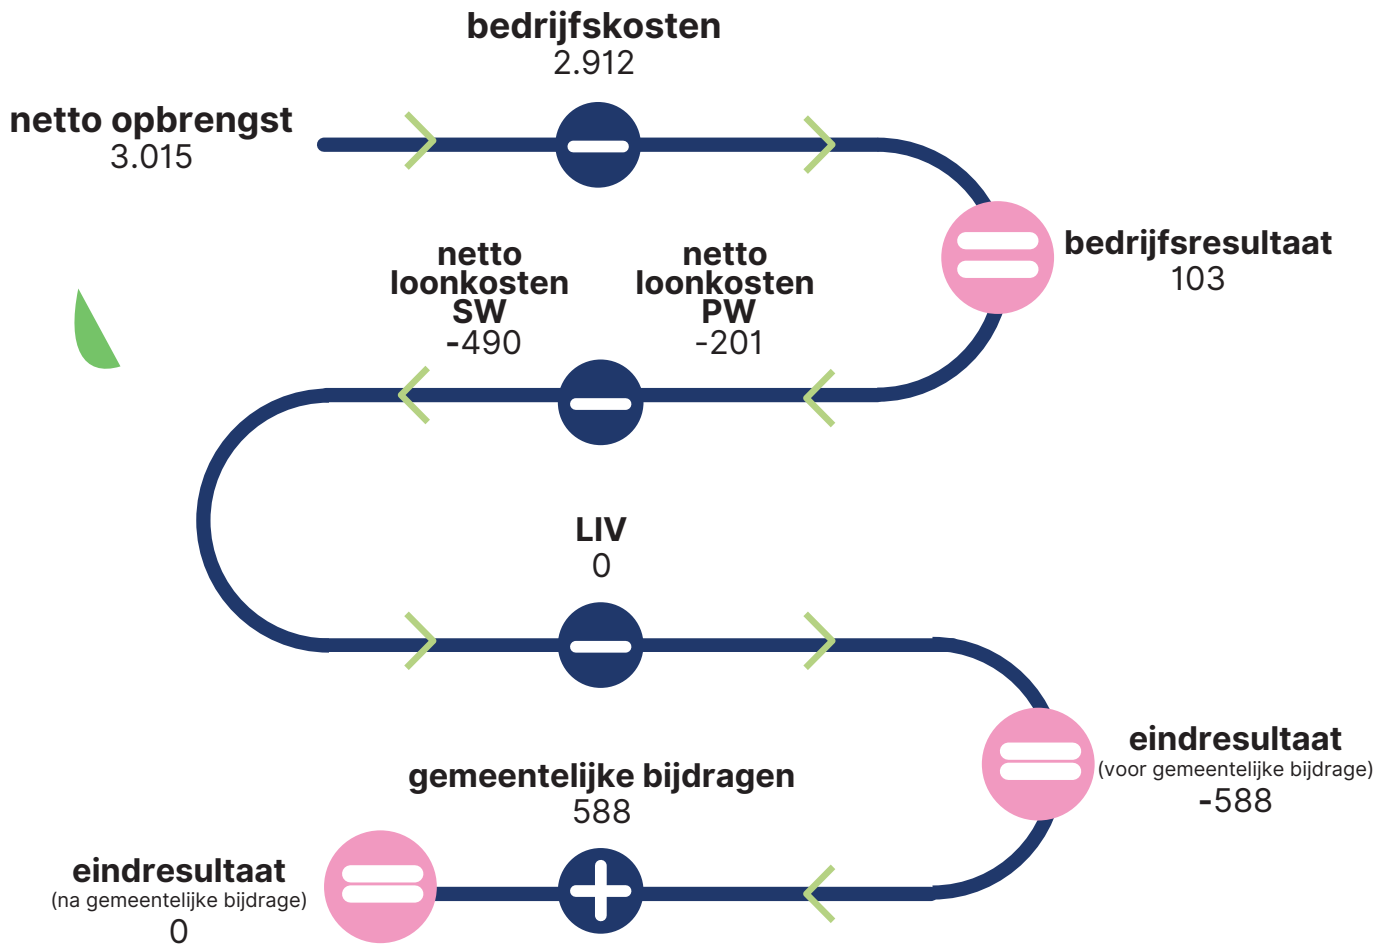 bedrijfskosten
2.912
netto opbrengst
3.015
bedrijfsresultaat
103
netto
loonkosten
SW
-490
netto
loonkosten
PW
-201
LIV
0
eindresultaat
(voor gemeentelijke bijdrage)
-588
gemeentelijke bijdragen
588
eindresultaat
(na gemeentelijke bijdrage)
0